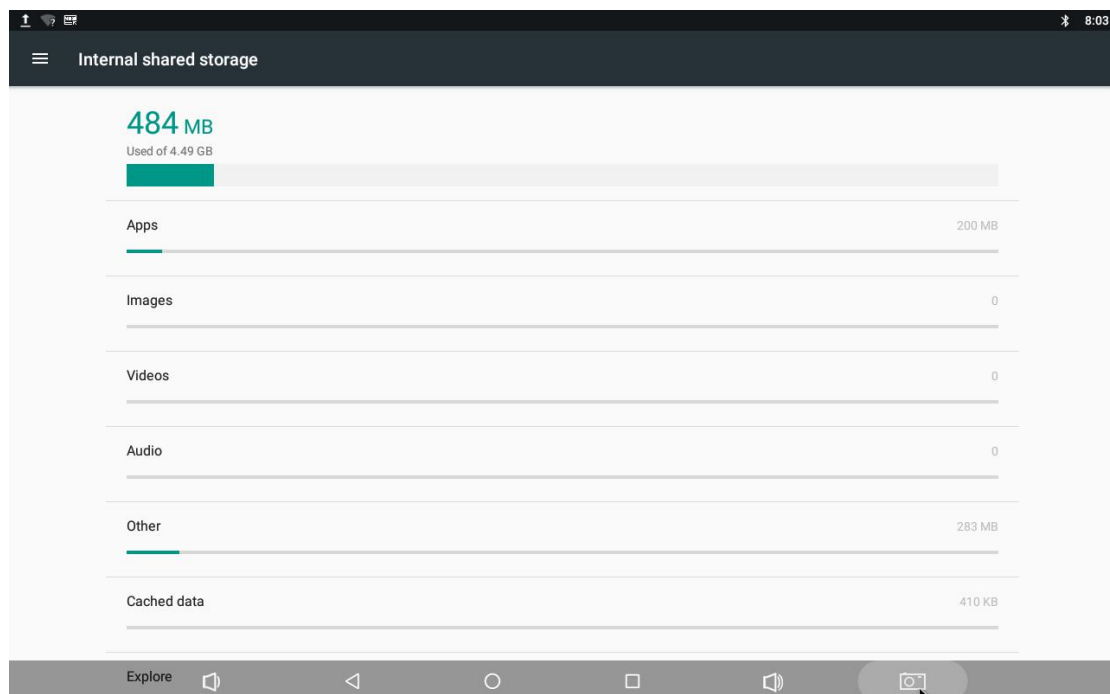 8:03
Internal shared storage
484 MB
Used of 4.49 GB
Apps 200 MB
Images 0
Videos 0
Audio 0
Other 283 MB
Cached data 410 KB
Explore